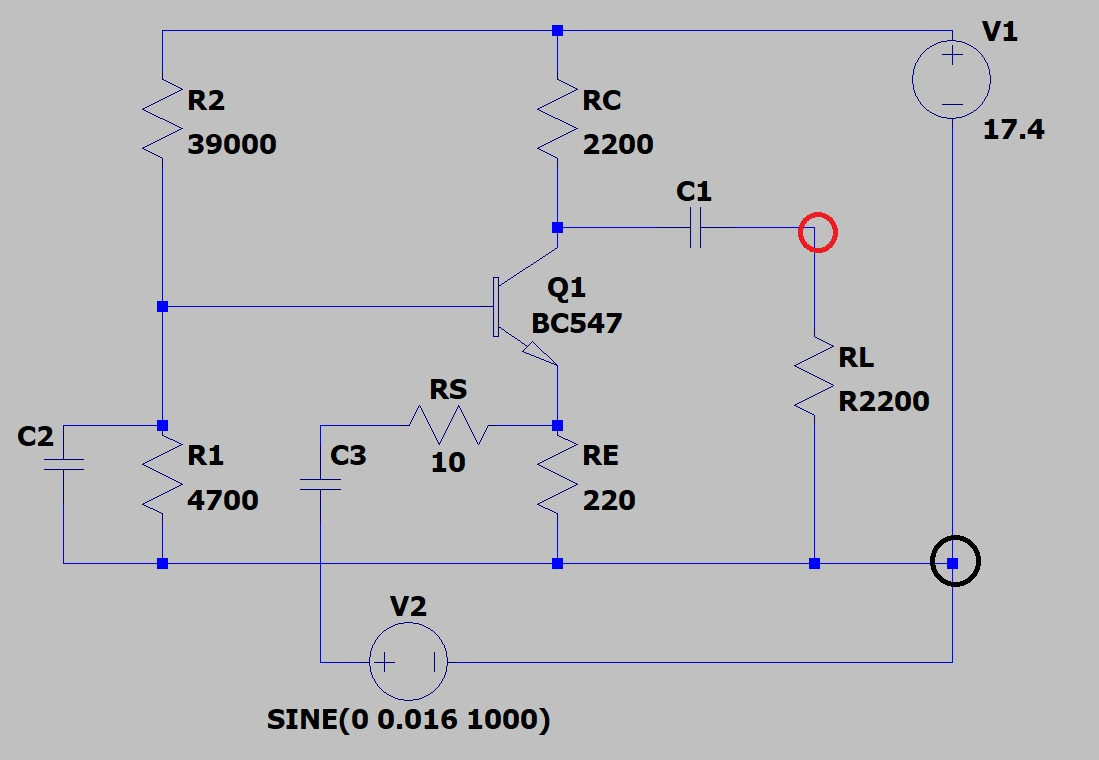 V1
17.4
R2
39000
RC
2200
C1
Q1
BC547
RS
10
RL
R2200
C2
C3
R1
4700
RE
220
V2
SINE(0 0.016 1000)